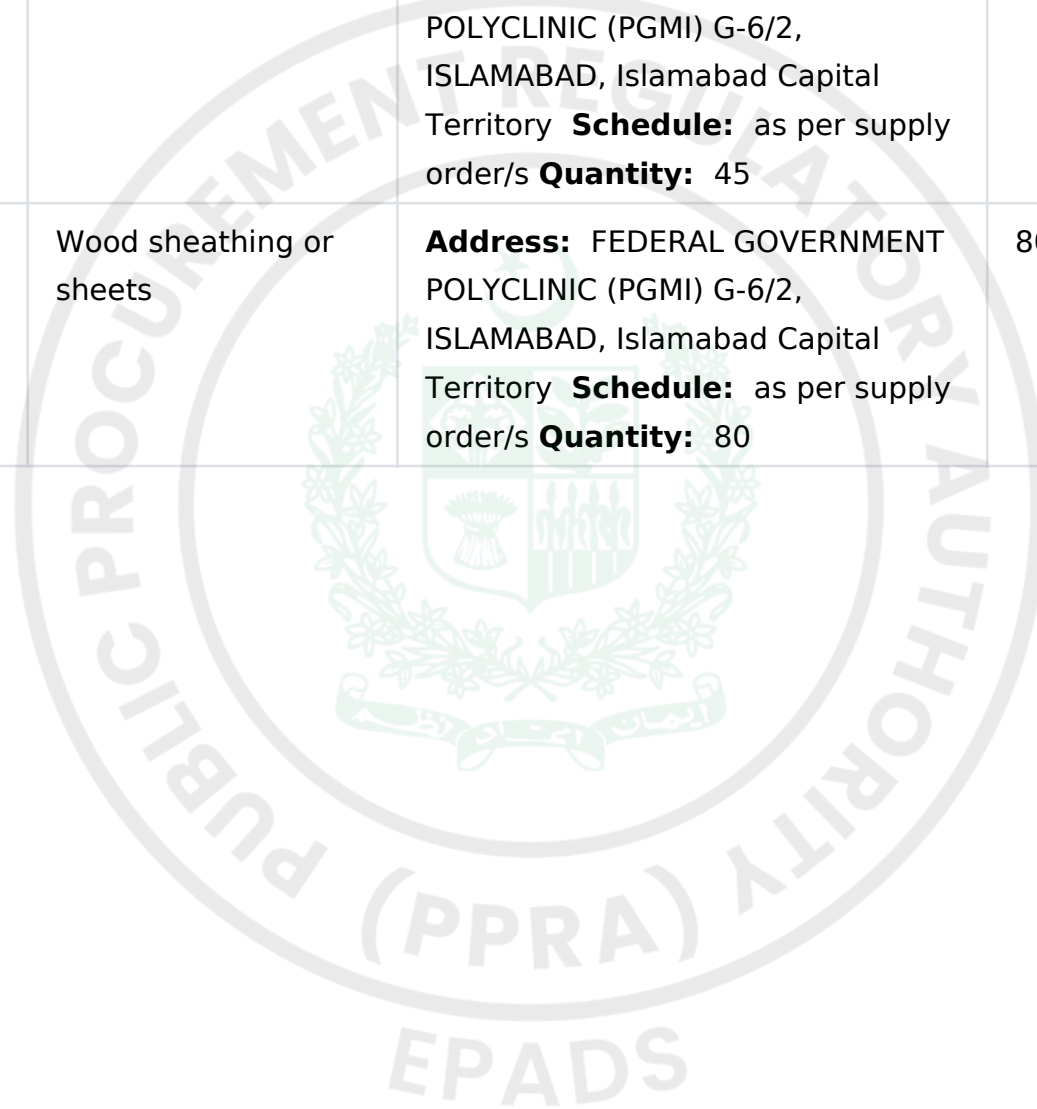 POLYCLINIC (PGMI) G-6/2,
ISLAMABAD, Islamabad Capital
Territory Schedule: as per supply
order/s Quantity: 45
Wood sheathing or
sheets
Address: FEDERAL GOVERNMENT
POLYCLINIC (PGMI) G-6/2,
ISLAMABAD, Islamabad Capital
Territory Schedule: as per supply
order/s Quantity: 80
PUBLIC PROCUREMENT REGULATORY AUTHORITY
(PPRA)
EPADS